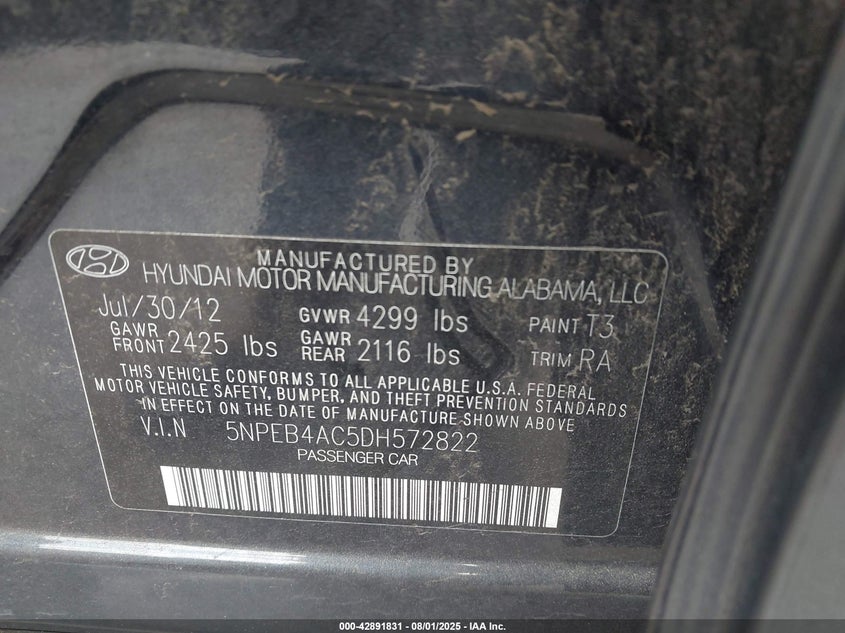 MANUFACTURED BY
HYUNDAI MOTOR MANUFACTURING ALABAMA, LLC
Jul/30/12 GVWR 4299 lbs PAINT T3
GAWR FRONT 2425 lbs GAWR REAR 2116 lbs TRIM RA
THIS VEHICLE CONFORMS TO ALL APPLICABLE U.S.A. FEDERAL
MOTOR VEHICLE SAFETY, BUMPER, AND THEFT PREVENTION STANDARDS
IN EFFECT ON THE DATE OF MANUFACTURE SHOWN ABOVE
V.I.N 5NPEB4AC5DH572822
PASSENGER CAR
000-42891831 - 08/01/2025 - IAA Inc.